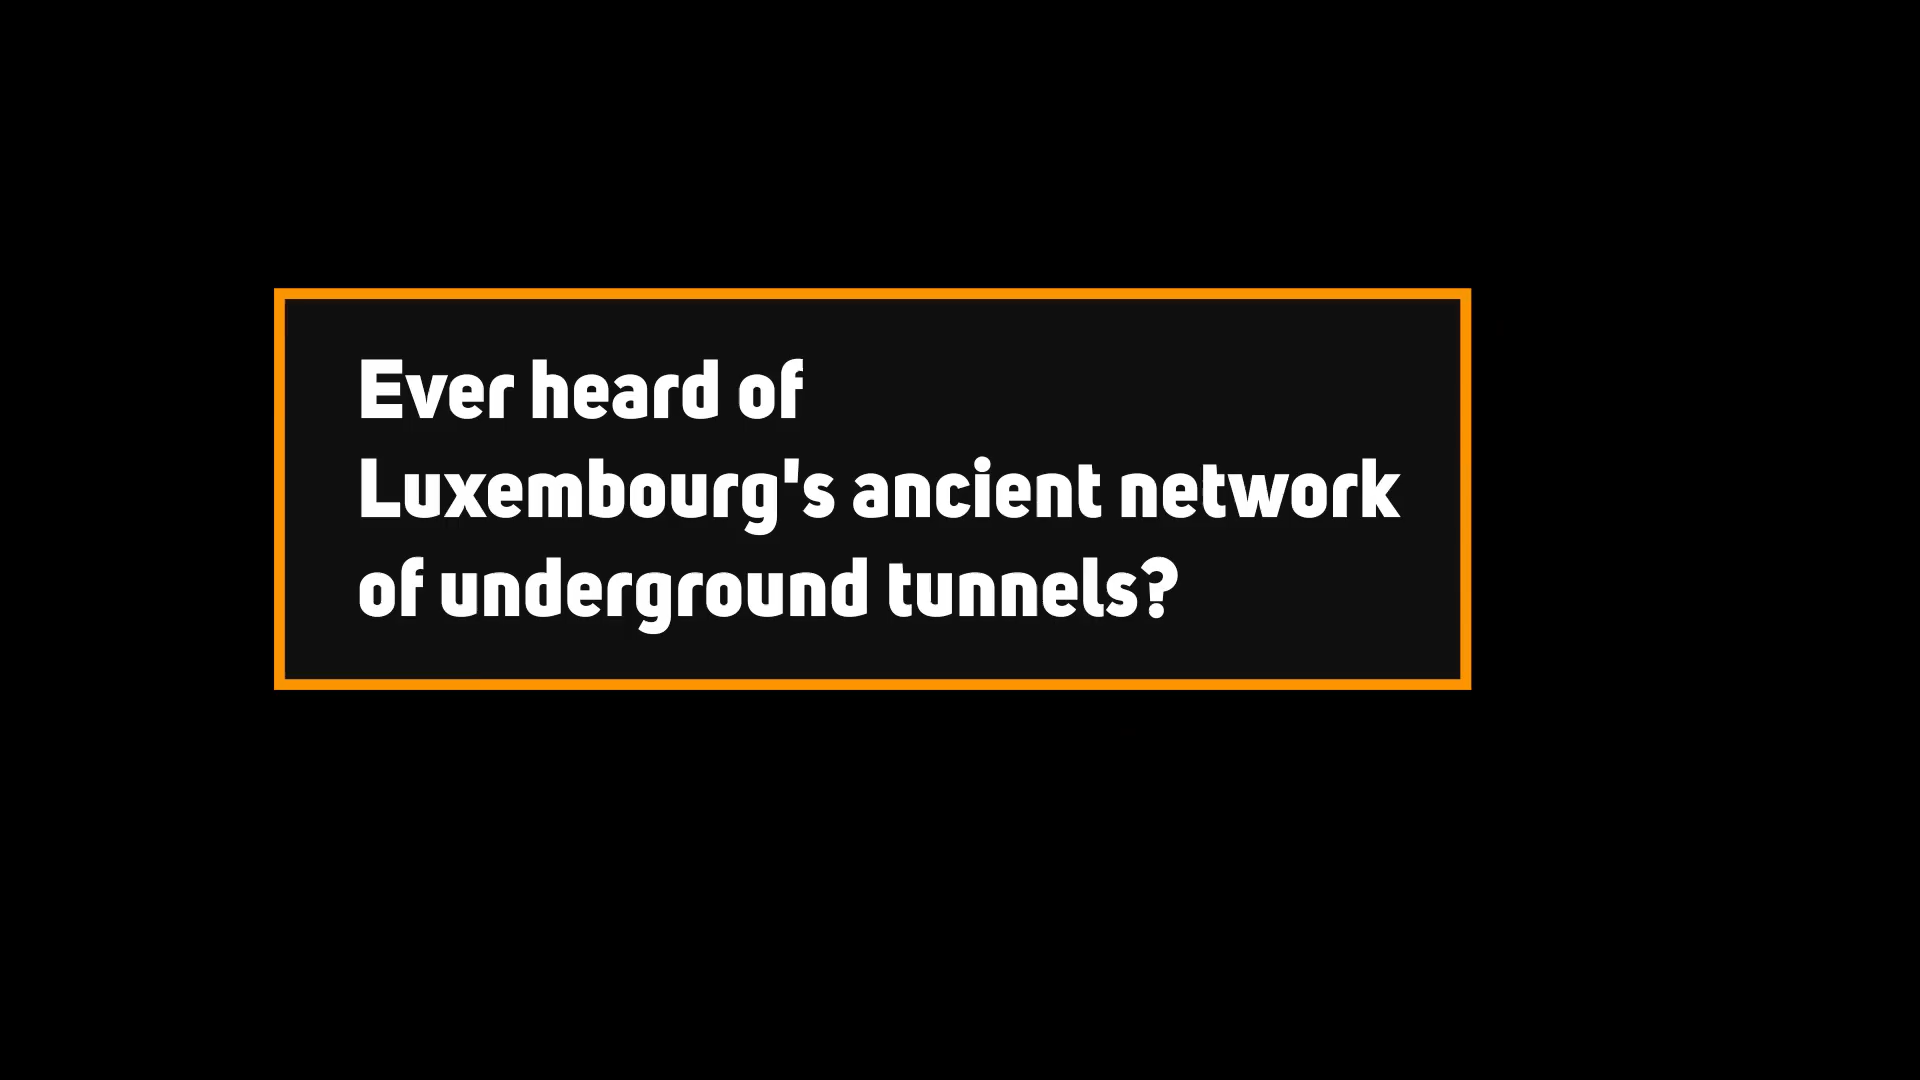 Ever heard of
Luxembourg's ancient network
of underground tunnels?